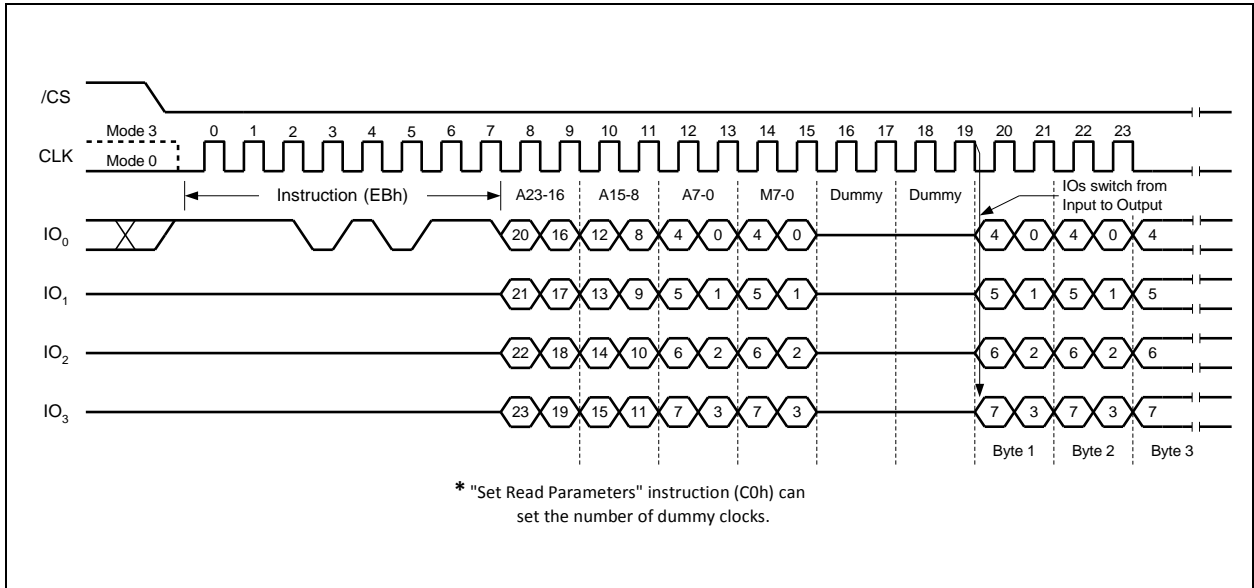 /CS
Mode 3 0 1 2 3 4 5 6 7 8 9 10 11 12 13 14 15 16 17 18 19 20 21 22 23
CLK Mode 0
Instruction (EBh) A23-16 A15-8 A7-0 M7-0 Dummy Dummy IOs switch from
Input to Output
IO0 20 16 12 8 4 0 4 0 4 0 4 0 4
IO1 21 17 13 9 5 1 5 1 5 1 5 1 5
IO2 22 18 14 10 6 2 6 2 6 2 6 2 6
IO3 23 19 15 11 7 3 7 3 7 3 7 3 7
Byte 1 Byte 2 Byte 3
* "Set Read Parameters" instruction (C0h) can
set the number of dummy clocks.